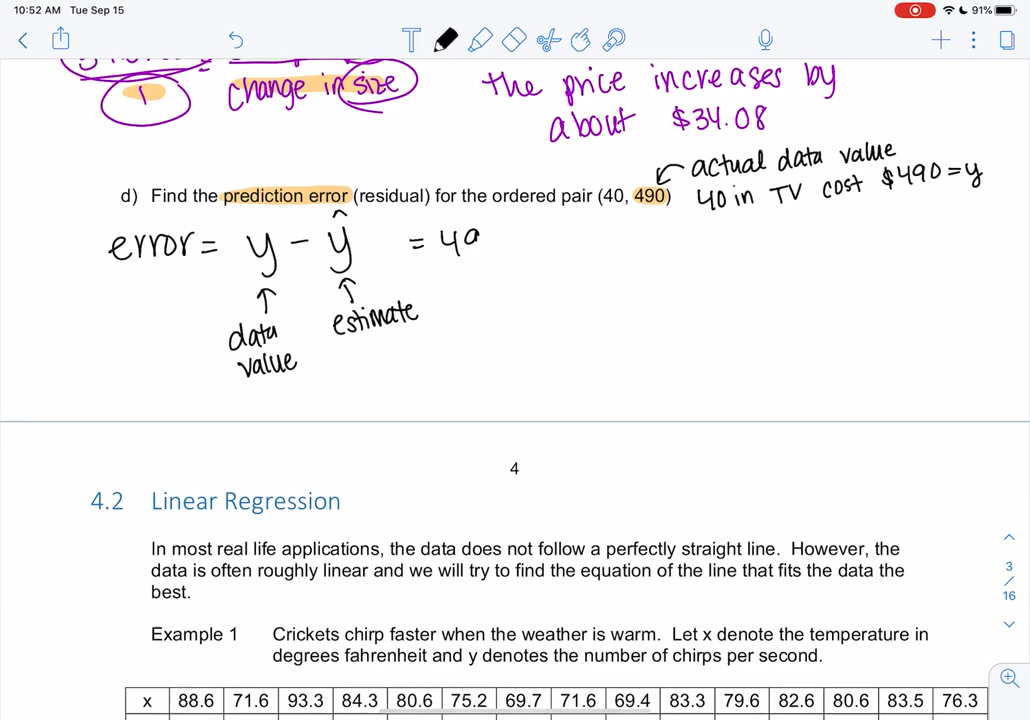 10:52 AM Tue Sep 15
91%
1
change in size
the price increases by
about $34.08
actual data value
40 in TV cost $490 = y
d) Find the prediction error (residual) for the ordered pair (40, 490)
error = y - ŷ = 49
data
value
estimate
4
4.2 Linear Regression
In most real life applications, the data does not follow a perfectly straight line. However, the
data is often roughly linear and we will try to find the equation of the line that fits the data the
best.
3
/
16
Example 1 Crickets chirp faster when the weather is warm. Let x denote the temperature in
degrees fahrenheit and y denotes the number of chirps per second.
x 88.6 71.6 93.3 84.3 80.6 75.2 69.7 71.6 69.4 83.3 79.6 82.6 80.6 83.5 76.3